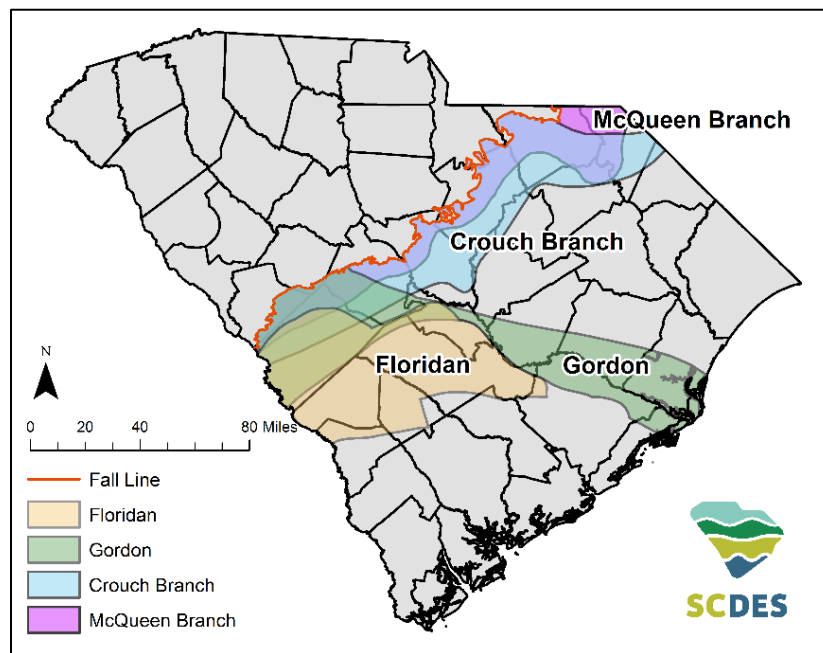 McQueen Branch
Crouch Branch
Floridan
Gordon
N
0 20 40 80 Miles
Fall Line
Floridan
Gordon
Crouch Branch
McQueen Branch
SCDES